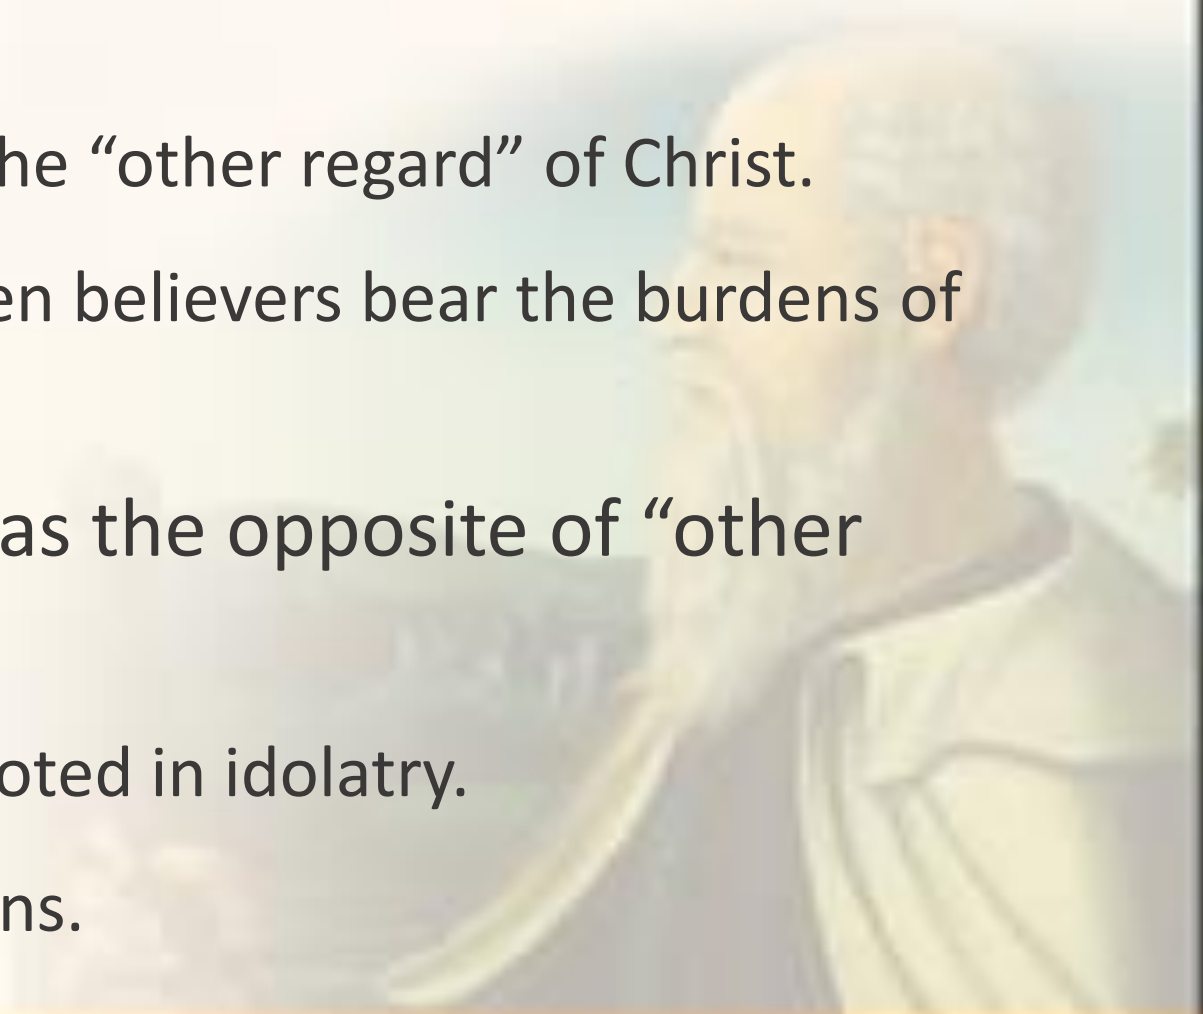 he “other regard” of Christ.
en believers bear the burdens of
as the opposite of “other
oted in idolatry.
ns.